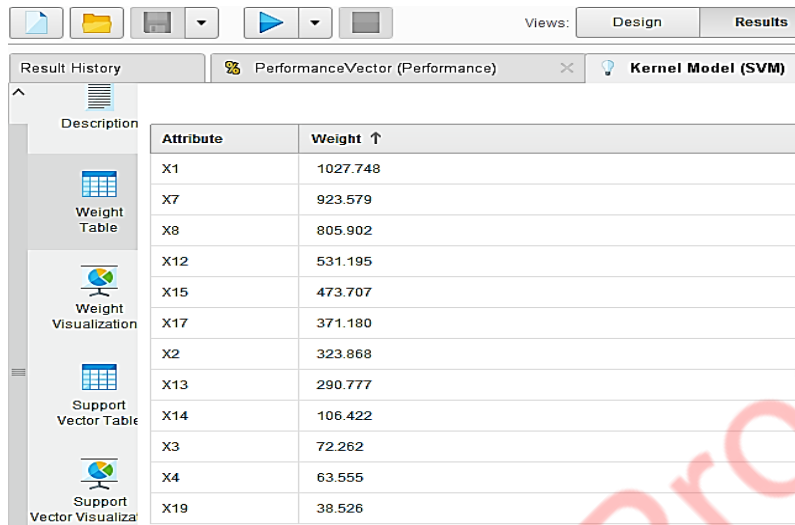 Views: Design Results
Result History
% PerformanceVector (Performance)
Kernel Model (SVM)
Description
Weight
Table
Weight
Visualization
Support
Vector Table
Support
Vector Visualizat
Attribute Weight ↑
X1 1027.748
X7 923.579
X8 805.902
X12 531.195
X15 473.707
X17 371.180
X2 323.868
X13 290.777
X14 106.422
X3 72.262
X4 63.555
X19 38.526
Pro